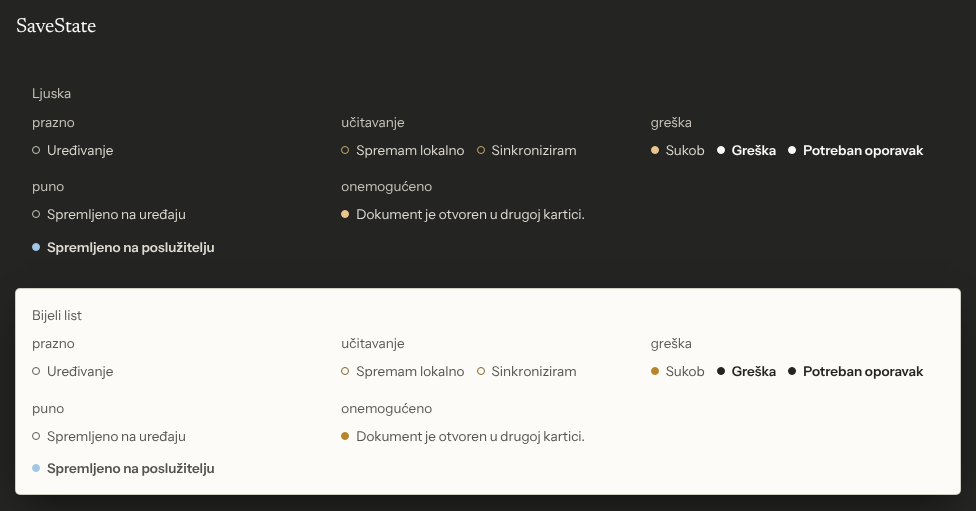 SaveState
Ljuska
prazno učitavanje greška
Uređivanje Spremam lokalno Sinkroniziram Sukob Greška Potreban oporavak
puno onemogućeno
Spremljeno na uređaju Dokument je otvoren u drugoj kartici.
Spremljeno na poslužitelju
Bijeli list
prazno učitavanje greška
Uređivanje Spremam lokalno Sinkroniziram Sukob Greška Potreban oporavak
puno onemogućeno
Spremljeno na uređaju Dokument je otvoren u drugoj kartici.
Spremljeno na poslužitelju